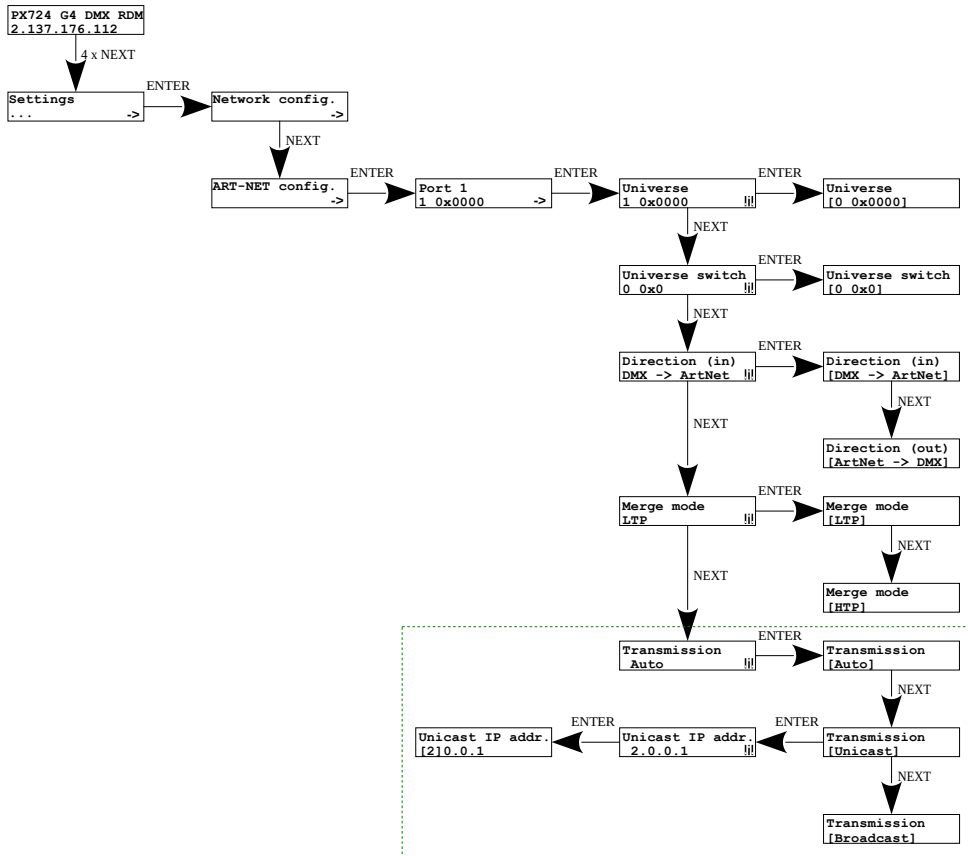 PX724 G4 DMX RDM
2.137.176.112
4 x NEXT
Settings
... ->
ENTER
Network config.
->
NEXT
ART-NET config.
->
ENTER
Port 1
1 0x0000 ->
ENTER
Universe
1 0x0000 !i!
ENTER
Universe
[0 0x0000]
NEXT
Universe switch
0 0x0 !i!
ENTER
Universe switch
[0 0x0]
NEXT
Direction (in)
DMX -> ArtNet !i!
ENTER
Direction (in)
[DMX -> ArtNet]
NEXT
Direction (out)
[ArtNet -> DMX]
NEXT
Merge mode
LTP !i!
ENTER
Merge mode
[LTP]
NEXT
Merge mode
[HTP]
NEXT
Transmission
Auto !i!
ENTER
Transmission
[Auto]
NEXT
Transmission
[Unicast]
ENTER
Unicast IP addr.
2.0.0.1 !i!
ENTER
Unicast IP addr.
[2]0.0.1
NEXT
Transmission
[Broadcast]